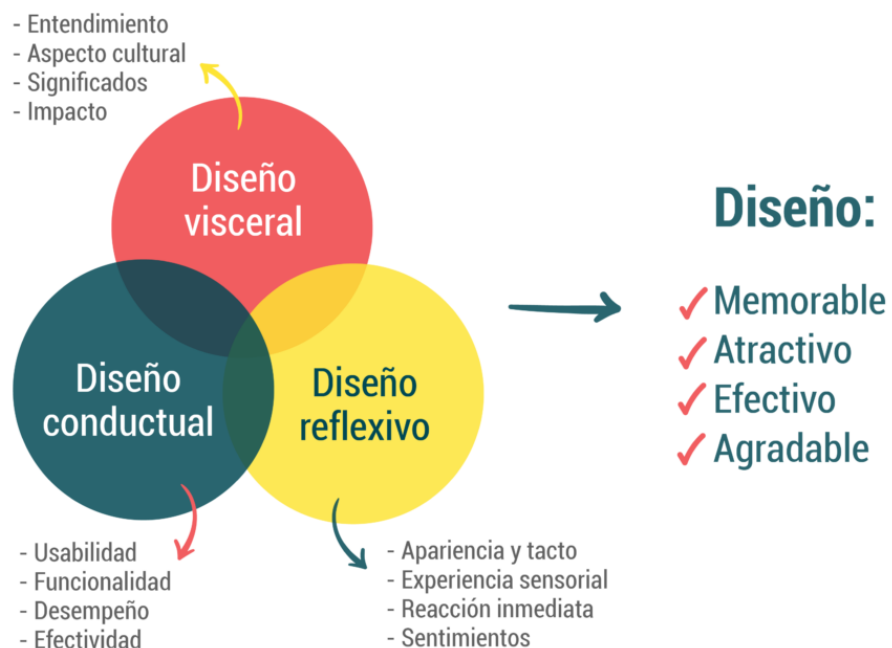 - Entendimiento
- Aspecto cultural
- Significados
- Impacto
Diseño
visceral
Diseño
conductual
Diseño
reflexivo
- Usabilidad
- Funcionalidad
- Desempeño
- Efectividad
- Apariencia y tacto
- Experiencia sensorial
- Reacción inmediata
- Sentimientos
Diseño:
✓ Memorable
✓ Atractivo
✓ Efectivo
✓ Agradable